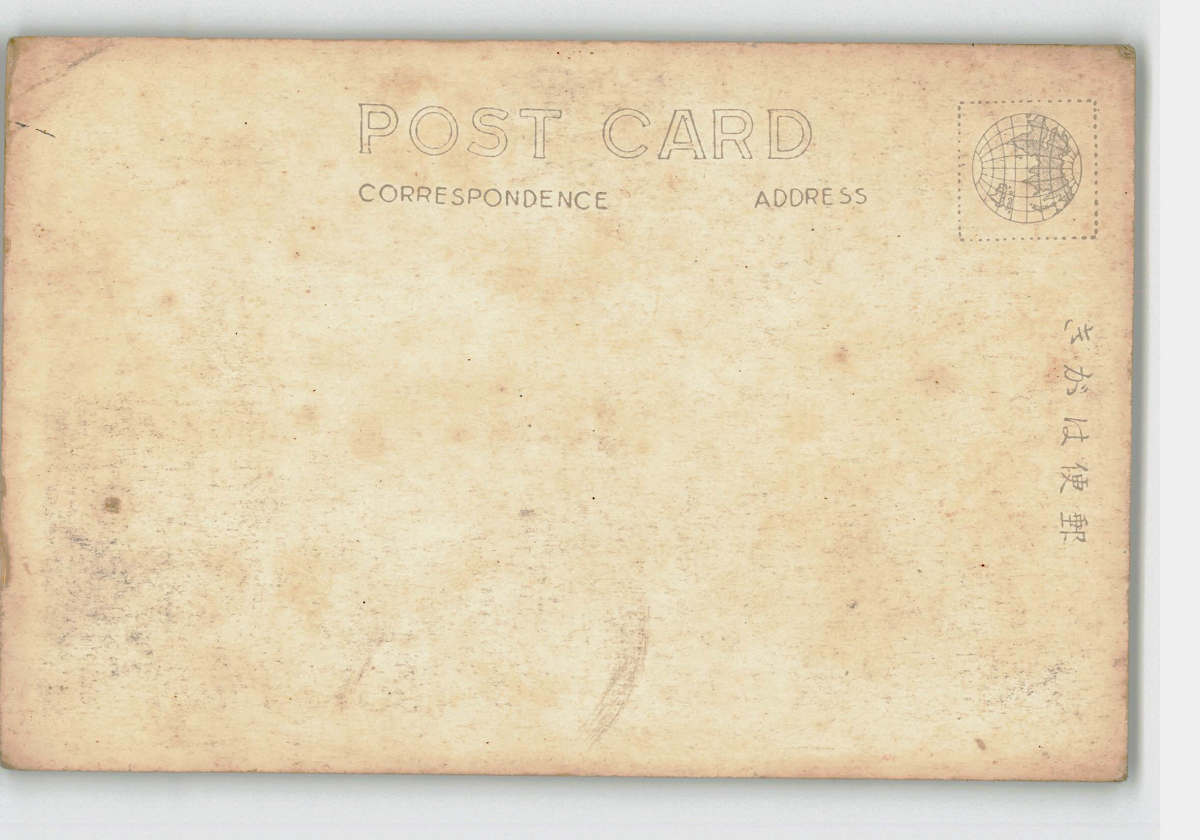 POST CARD
CORRESPONDENCE
ADDRESS
郵便はがき